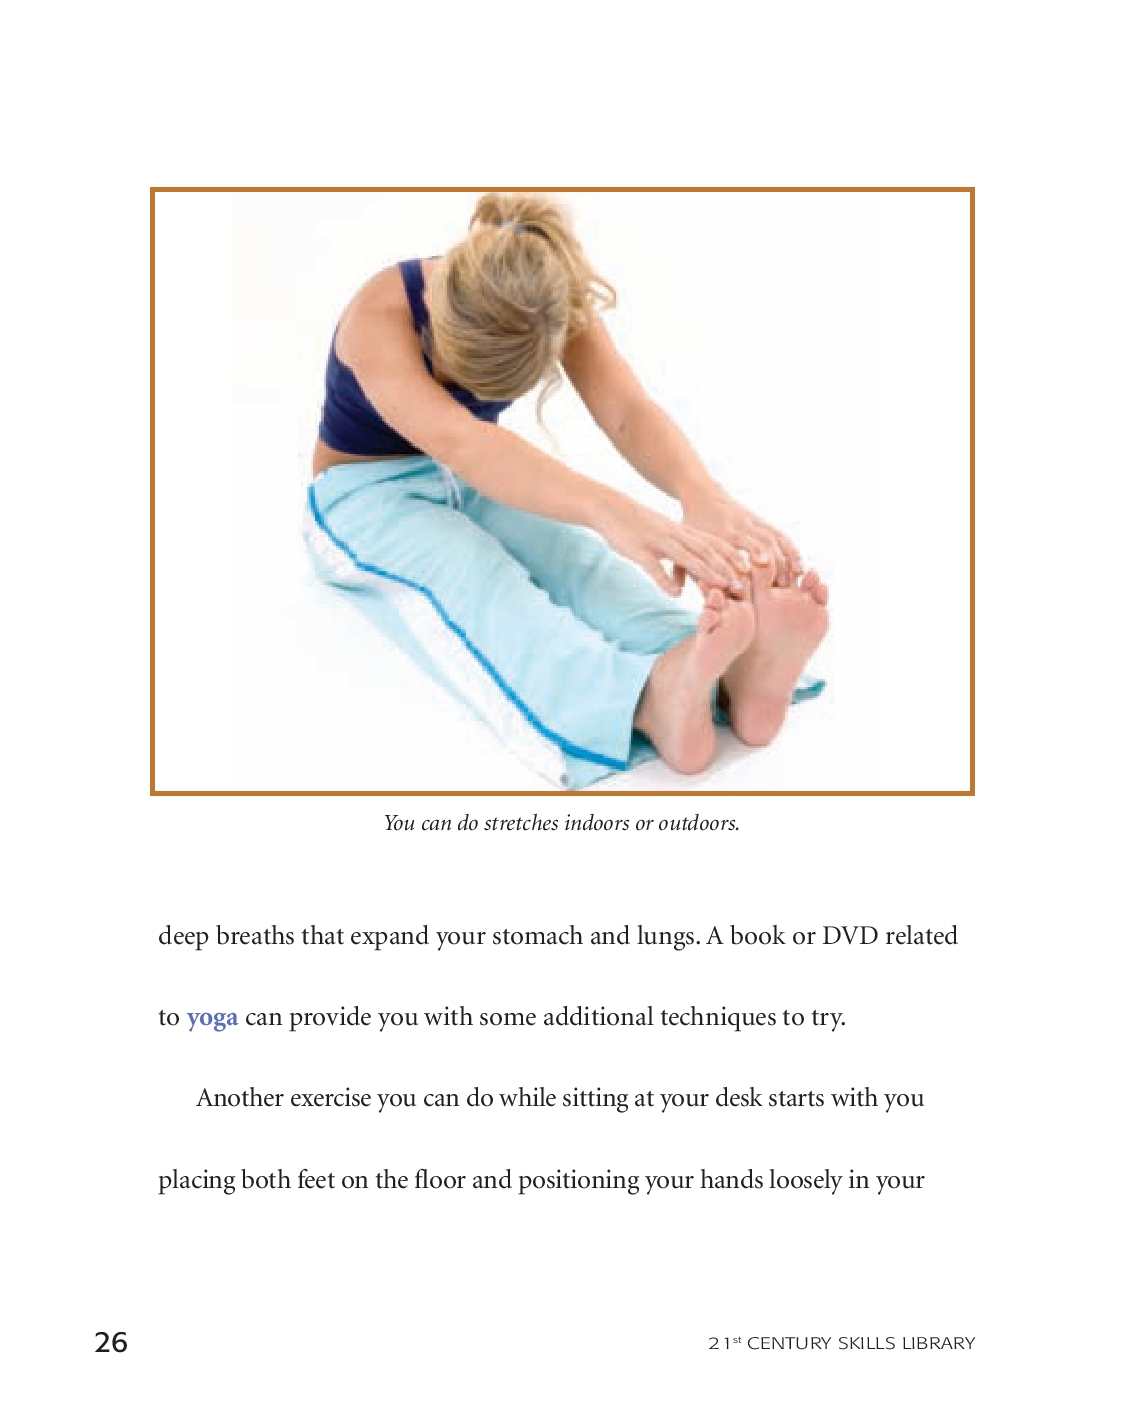 You can do stretches indoors or outdoors.
deep breaths that expand your stomach and lungs. A book or DVD related
to yoga can provide you with some additional techniques to try.
Another exercise you can do while sitting at your desk starts with you
placing both feet on the floor and positioning your hands loosely in your
26
21st CENTURY SKILLS LIBRARY